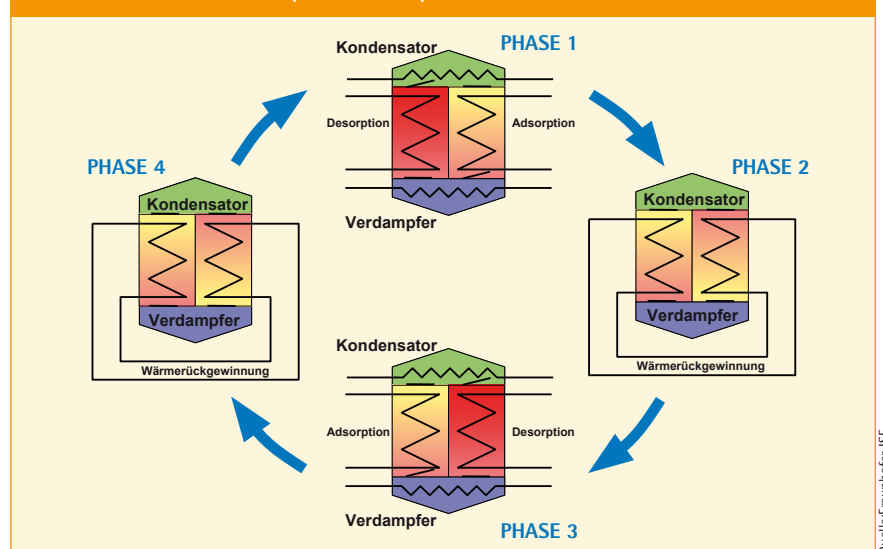 Kondensator
PHASE 1
Desorption
Adsorption
Verdampfer
PHASE 2
Kondensator
Verdampfer
Wärmerückgewinnung
Kondensator
Adsorption
Desorption
Verdampfer
PHASE 3
PHASE 4
Kondensator
Verdampfer
Wärmerückgewinnung